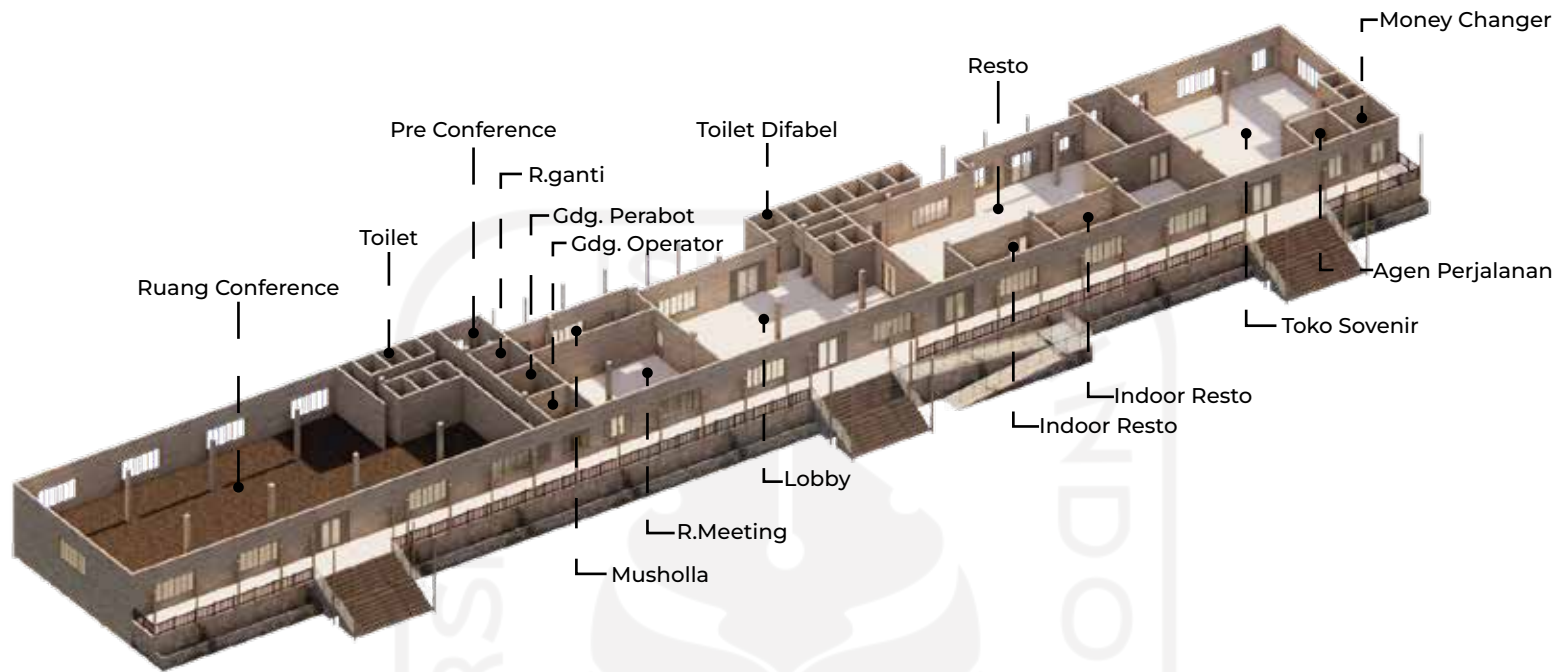 Money Changer
Resto
Pre Conference
Toilet Difabel
R.ganti
Gdg. Perabot
Toilet
Gdg. Operator
Ruang Conference
Agen Perjalanan
Toko Sovenir
Indoor Resto
Indoor Resto
Lobby
R.Meeting
Musholla